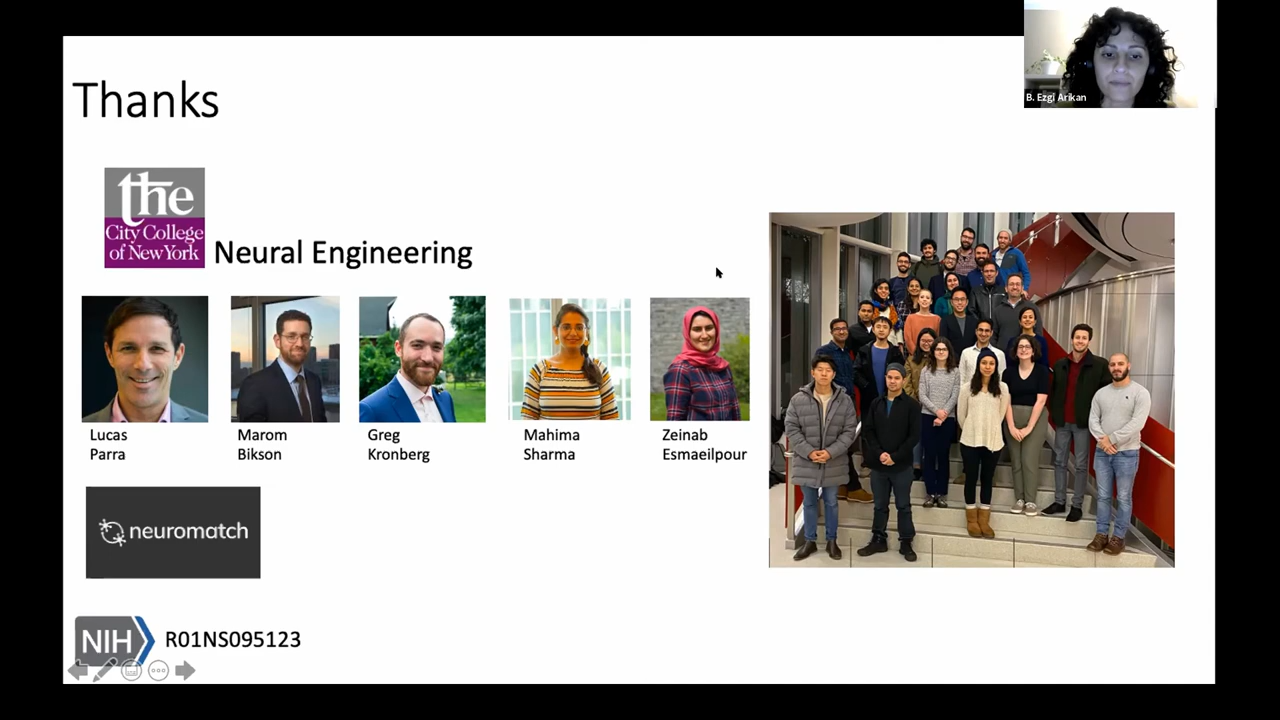 B. Ezgi Arikan
Thanks
the
City College
of New York
Neural Engineering
Lucas
Parra
Marom
Bikson
Greg
Kronberg
Mahima
Sharma
Zeinab
Esmaeilpour
neuromatch
NIH
R01NS095123